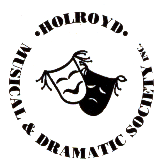 ·HOLROYD·
MUSICAL & DRAMATIC SOCIETY INC.